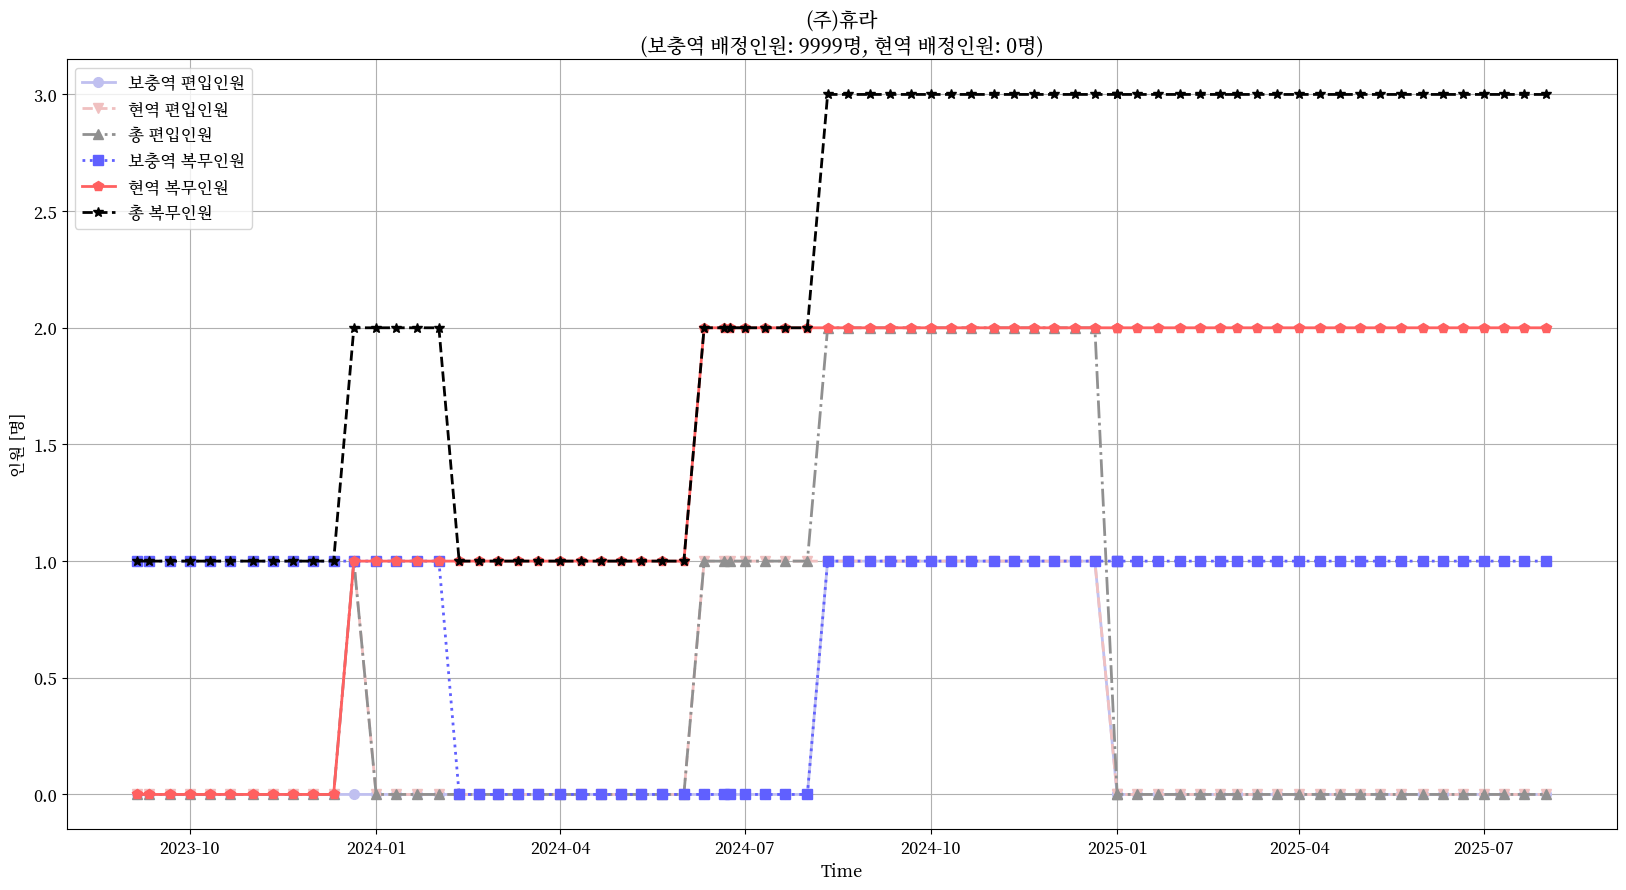 (주)휴라
(보충역 배정인원: 9999명, 현역 배정인원: 0명)
보충역 편입인원
현역 편입인원
총 편입인원
보충역 복무인원
현역 복무인원
총 복무인원
인원 [명]
3.0
2.5
2.0
1.5
1.0
0.5
0.0
2023-10
2024-01
2024-04
2024-07
2024-10
2025-01
2025-04
2025-07
Time